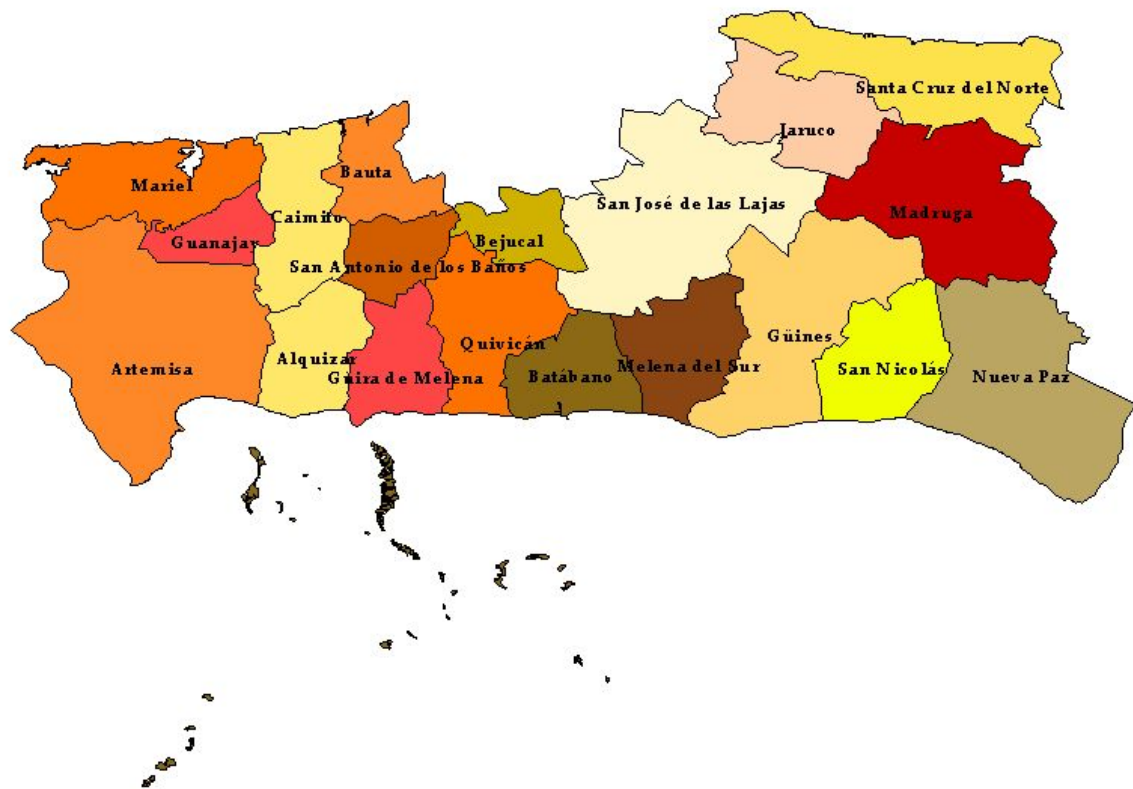 Santa Cruz del Norte
Jaruco
Bauta
Mariel
San José de las Lajas
Madruga
Caimito
Guanajay
Bejucal
San Antonio de los Baños
Güines
Quivicán
Alquizar
Artemisa
Güira de Melena
Batábano
Melena del Sur
San Nicolás
Nueva Paz